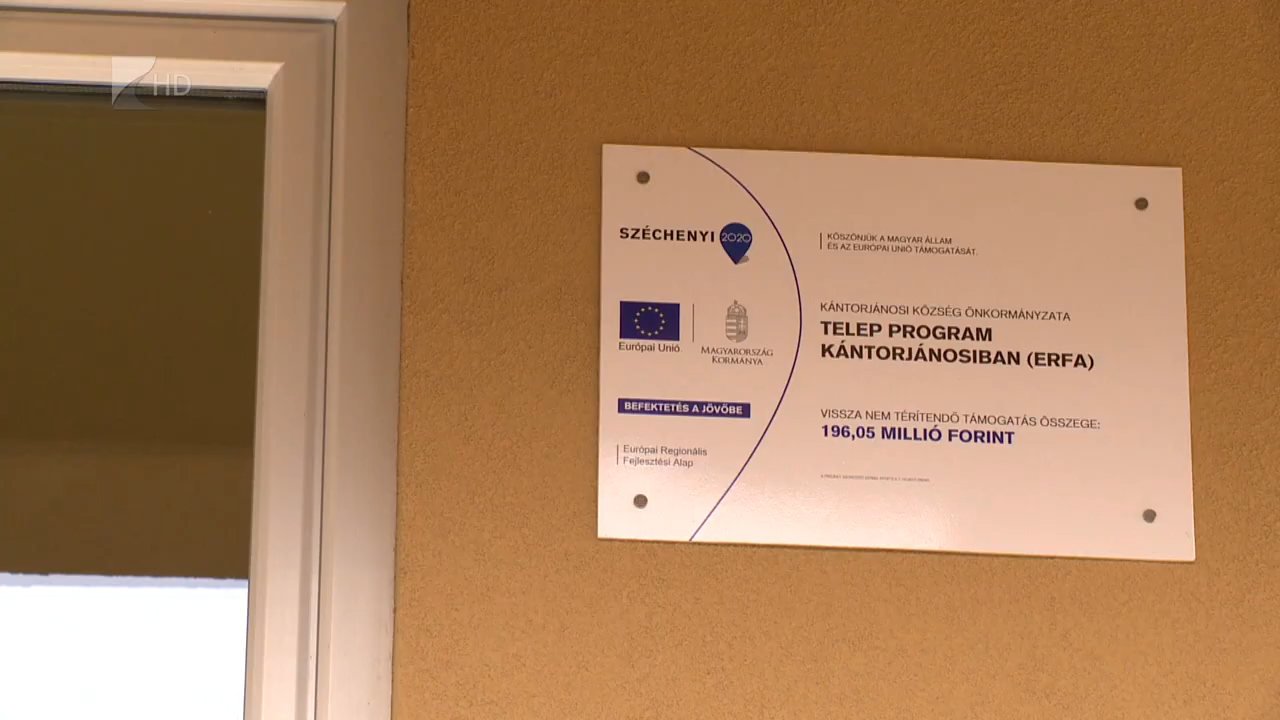 HD
SZÉCHENYI 2020
Európai Unió
MAGYARORSZÁG
KORMÁNYA
BEFEKTETÉS A JÖVŐBE
Európai Regionális
Fejlesztési Alap
KÖSZÖNJÜK A MAGYAR ÁLLAM
ÉS AZ EURÓPAI UNIÓ TÁMOGATÁSÁT.
KÁNTORJÁNOSI KÖZSÉG ÖNKORMÁNYZATA
TELEP PROGRAM
KÁNTORJÁNOSIBAN (ERFA)
VISSZA NEM TÉRÍTENDŐ TÁMOGATÁS ÖSSZEGE:
196,05 MILLIÓ FORINT